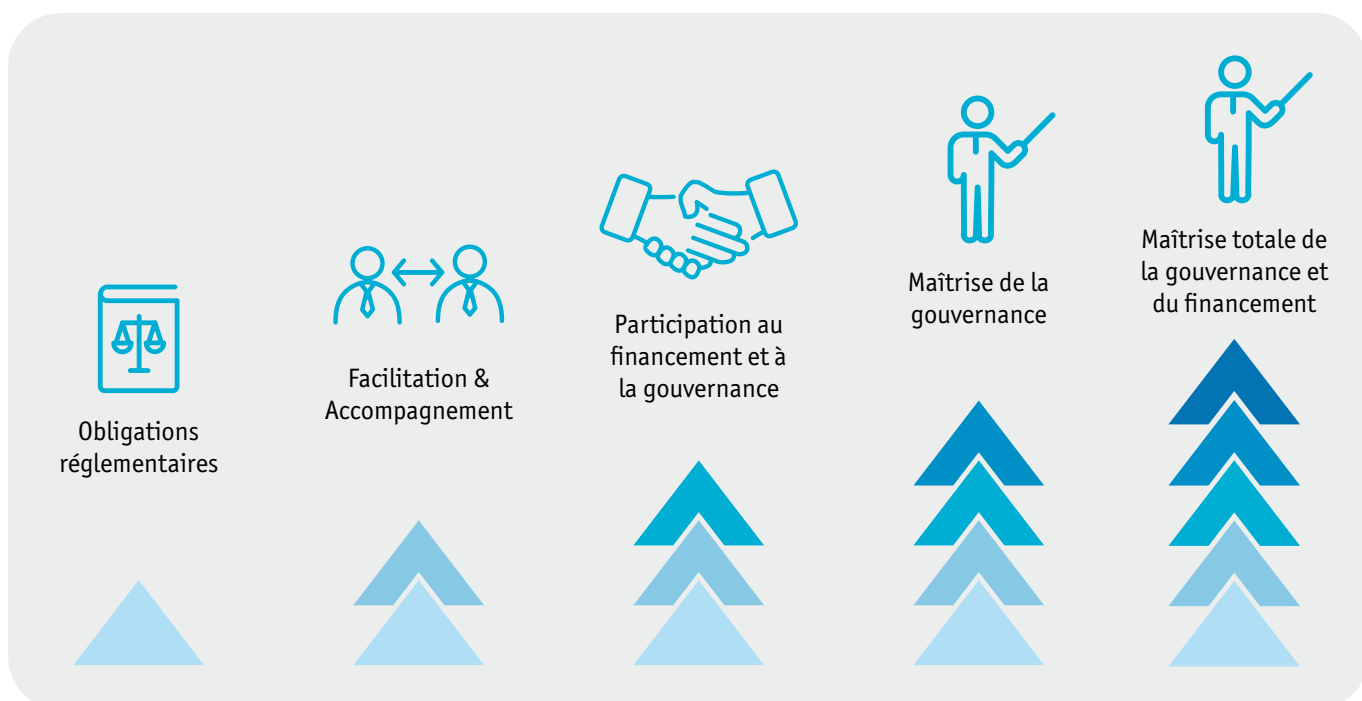 Obligations
réglementaires
Facilitation &
Accompagnement
Participation au
financement et à
la gouvernance
Maîtrise de la
gouvernance
Maîtrise totale de
la gouvernance et
du financement